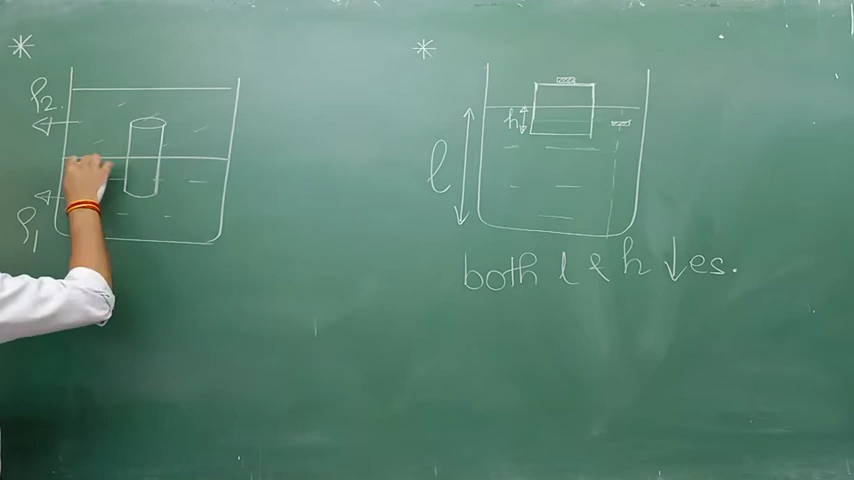 *
ρ₂
ρ₁
*
h
l
both l & h ↓es.